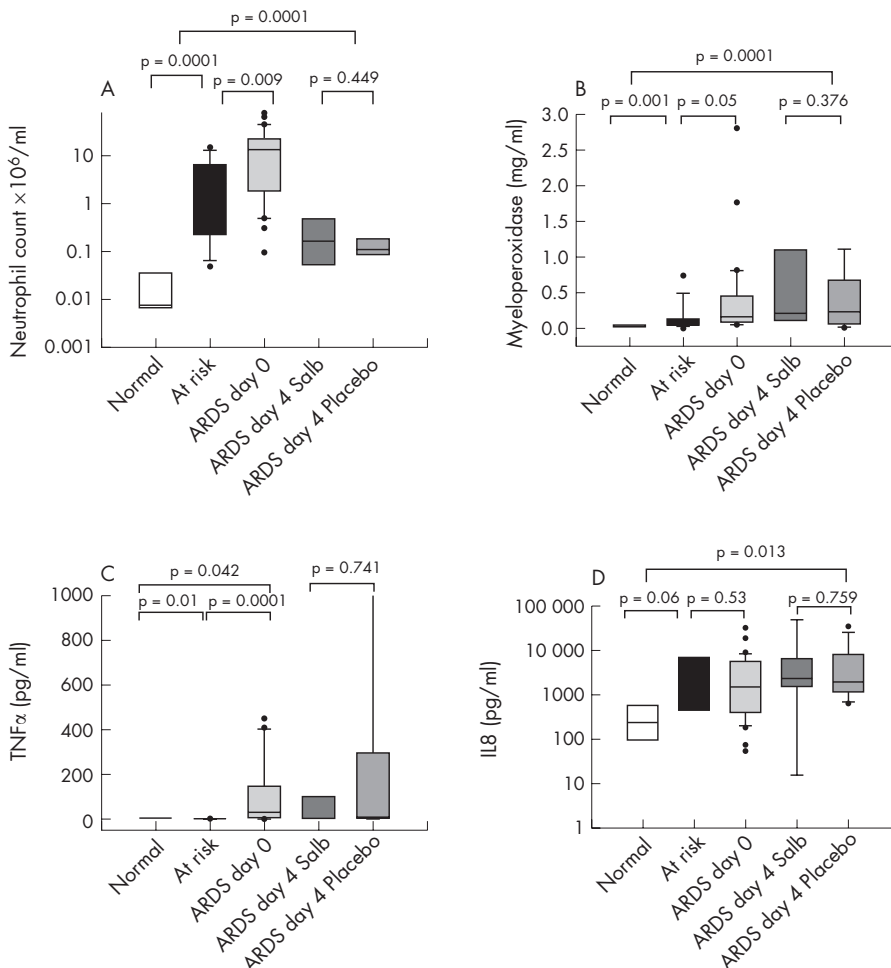 p = 0.0001
p = 0.0001
p = 0.009
p = 0.449
A
Neutrophil count ×10⁶/ml
10
1
0.1
0.01
0.001
Normal
At risk
ARDS day 0
ARDS day 4 Salb
ARDS day 4 Placebo
p = 0.0001
p = 0.001
p = 0.05
p = 0.376
B
Myeloperoxidase (mg/ml)
3.0
2.5
2.0
1.5
1.0
0.5
0.0
Normal
At risk
ARDS day 0
ARDS day 4 Salb
ARDS day 4 Placebo
C
p = 0.042
p = 0.741
p = 0.01
p = 0.0001
TNFα (pg/ml)
1000
800
600
400
200
0
Normal
At risk
ARDS day 0
ARDS day 4 Salb
ARDS day 4 Placebo
D
p = 0.013
p = 0.06
p = 0.53
p = 0.759
IL8 (pg/ml)
100 000
10 000
1000
100
10
1
Normal
At risk
ARDS day 0
ARDS day 4 Salb
ARDS day 4 Placebo